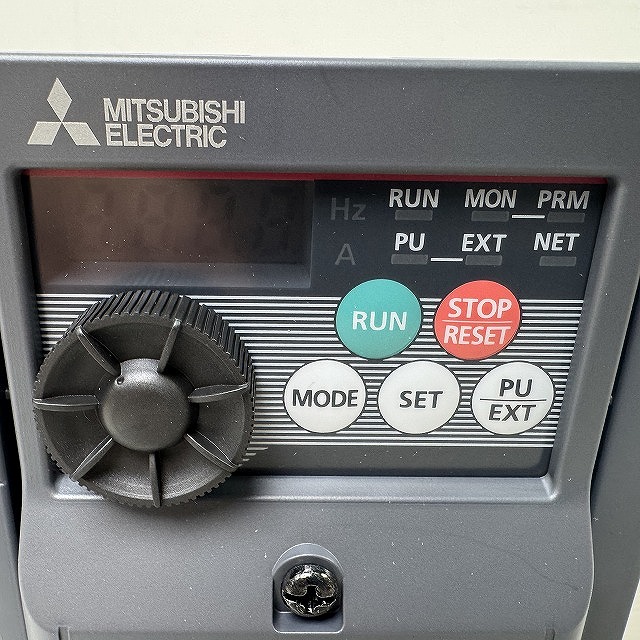 MITSUBISHI
ELECTRIC
Hz RUN MON PRM
A PU EXT NET
RUN STOP
RESET
MODE SET PU
EXT